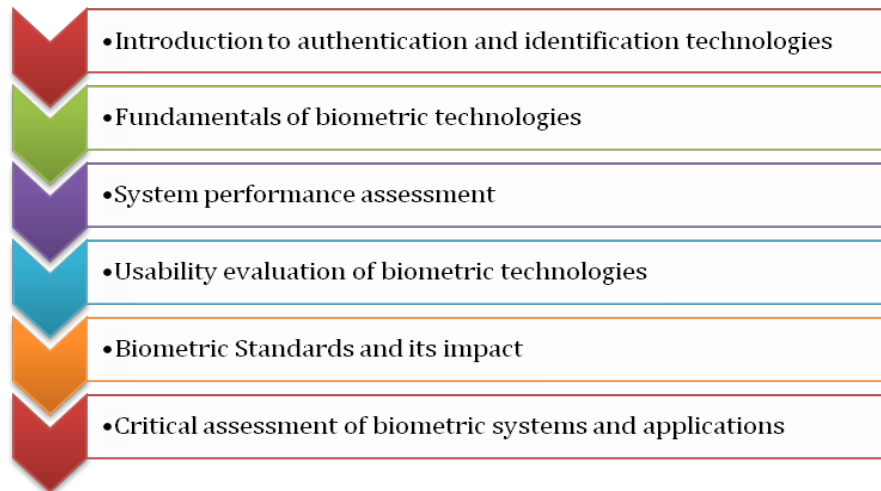 •Introduction to authentication and identification technologies
•Fundamentals of biometric technologies
•System performance assessment
•Usability evaluation of biometric technologies
•Biometric Standards and its impact
•Critical assessment of biometric systems and applications